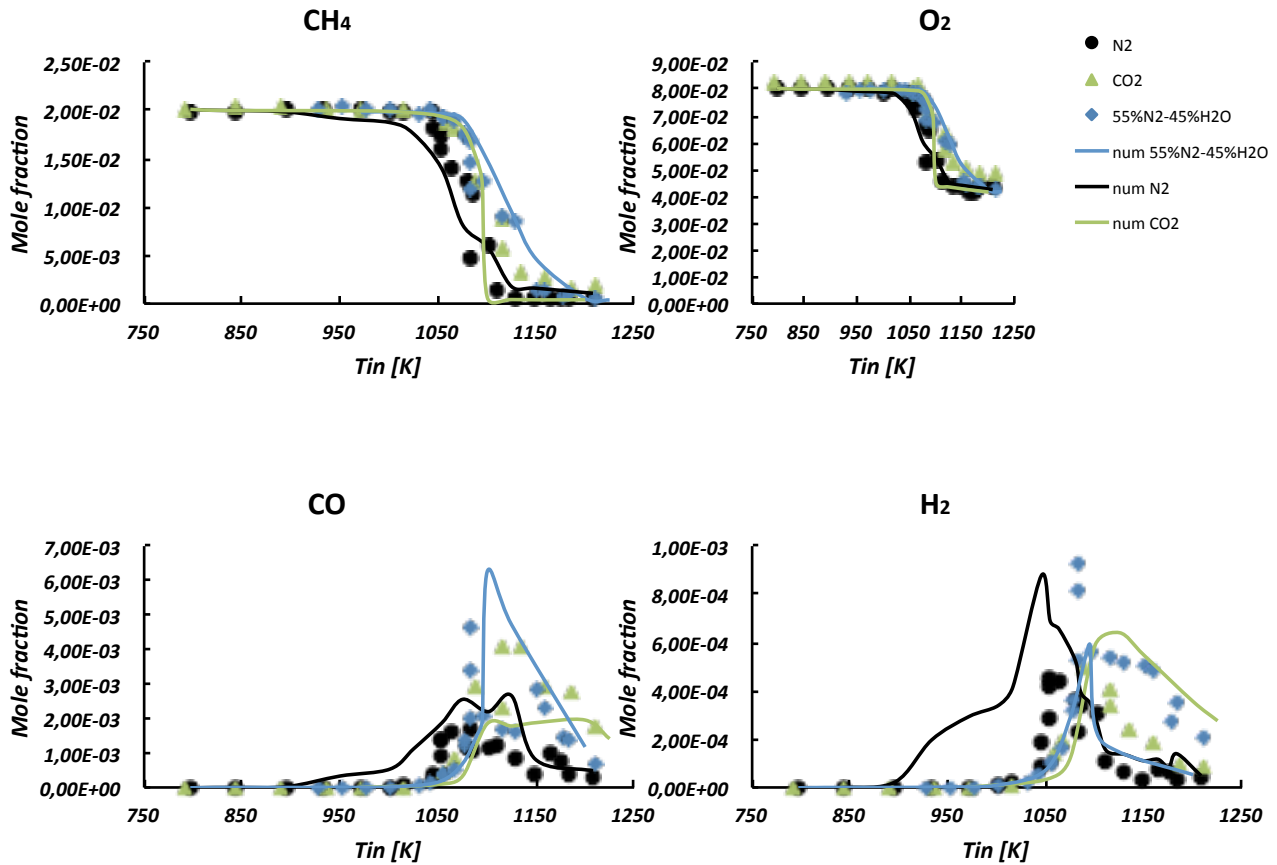 CH4
2,50E-02
2,00E-02
1,50E-02
1,00E-02
5,00E-03
0,00E+00
Mole fraction
750 850 950 1050 1150 1250
Tin [K]
O2
9,00E-02
8,00E-02
7,00E-02
6,00E-02
5,00E-02
4,00E-02
3,00E-02
2,00E-02
1,00E-02
0,00E+00
Mole fraction
750 850 950 1050 1150 1250
Tin [K]
N2
CO2
55%N2-45%H2O
num 55%N2-45%H2O
num N2
num CO2
CO
7,00E-03
6,00E-03
5,00E-03
4,00E-03
3,00E-03
2,00E-03
1,00E-03
0,00E+00
Mole fraction
750 850 950 1050 1150 1250
Tin [K]
H2
1,00E-03
8,00E-04
6,00E-04
4,00E-04
2,00E-04
0,00E+00
Mole fraction
750 850 950 1050 1150 1250
Tin [K]